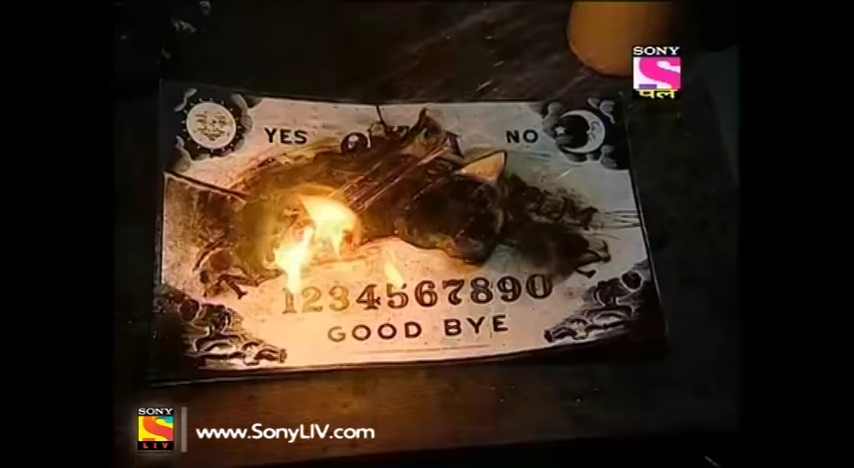 SONY
S
पल
YES
NO
1234567890
GOOD BYE
SONY
S
LIV
www.SonyLIV.com